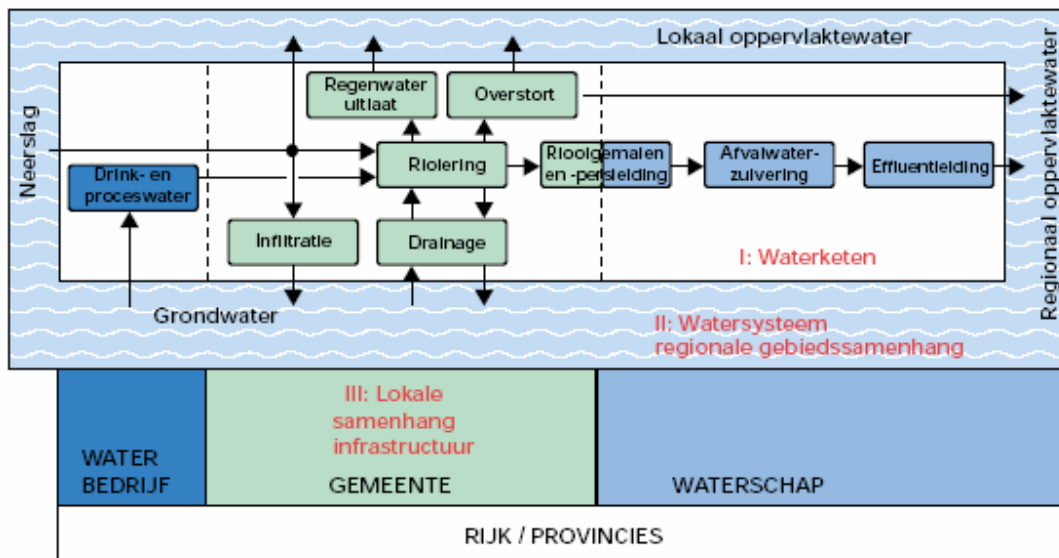 Lokaal oppervlaktewater
Neerslag
Regenwater
uitlaat
Overstort
Drink- en
proceswater
Riolering
Rioolgemalen
en -persleiding
Afvalwater-
zuivering
Effluentleiding
Infiltratie
Drainage
I: Waterketen
Regionaal oppervlaktewater
Grondwater
II: Watersysteem
regionale gebiedssamenhang
III: Lokale
samenhang
infrastructuur
WATER
BEDRIJF
GEMEENTE
WATERSCHAP
RIJK / PROVINCIES